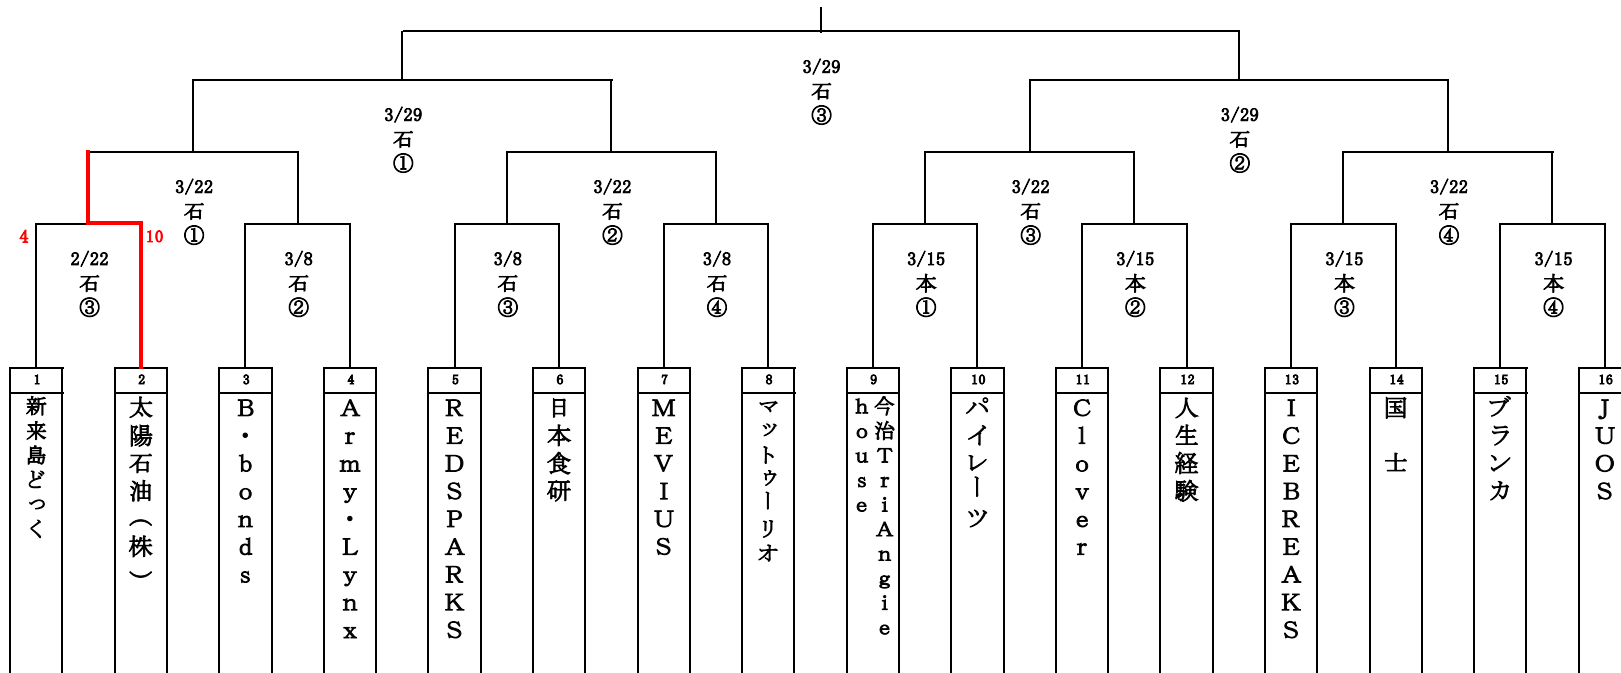 3/29
石
③
3/29
石
①
3/29
石
②
3/22
石
①
3/22
石
②
3/22
石
③
3/22
石
④
4
10
2/22
石
③
3/8
石
②
3/8
石
③
3/8
石
④
3/15
本
①
3/15
本
②
3/15
本
③
3/15
本
④
1
新来島どっく
2
太陽石油（株）
3
B・bonds
4
Army・Lynx
5
REDSPARKS
6
日本食研
7
MEVIUS
8
マットゥーリオ
9
今治TriAngie
house
10
パイレーツ
11
Clover
12
人生経験
13
ICEBREAKS
14
国　士
15
ブランカ
16
JUOS